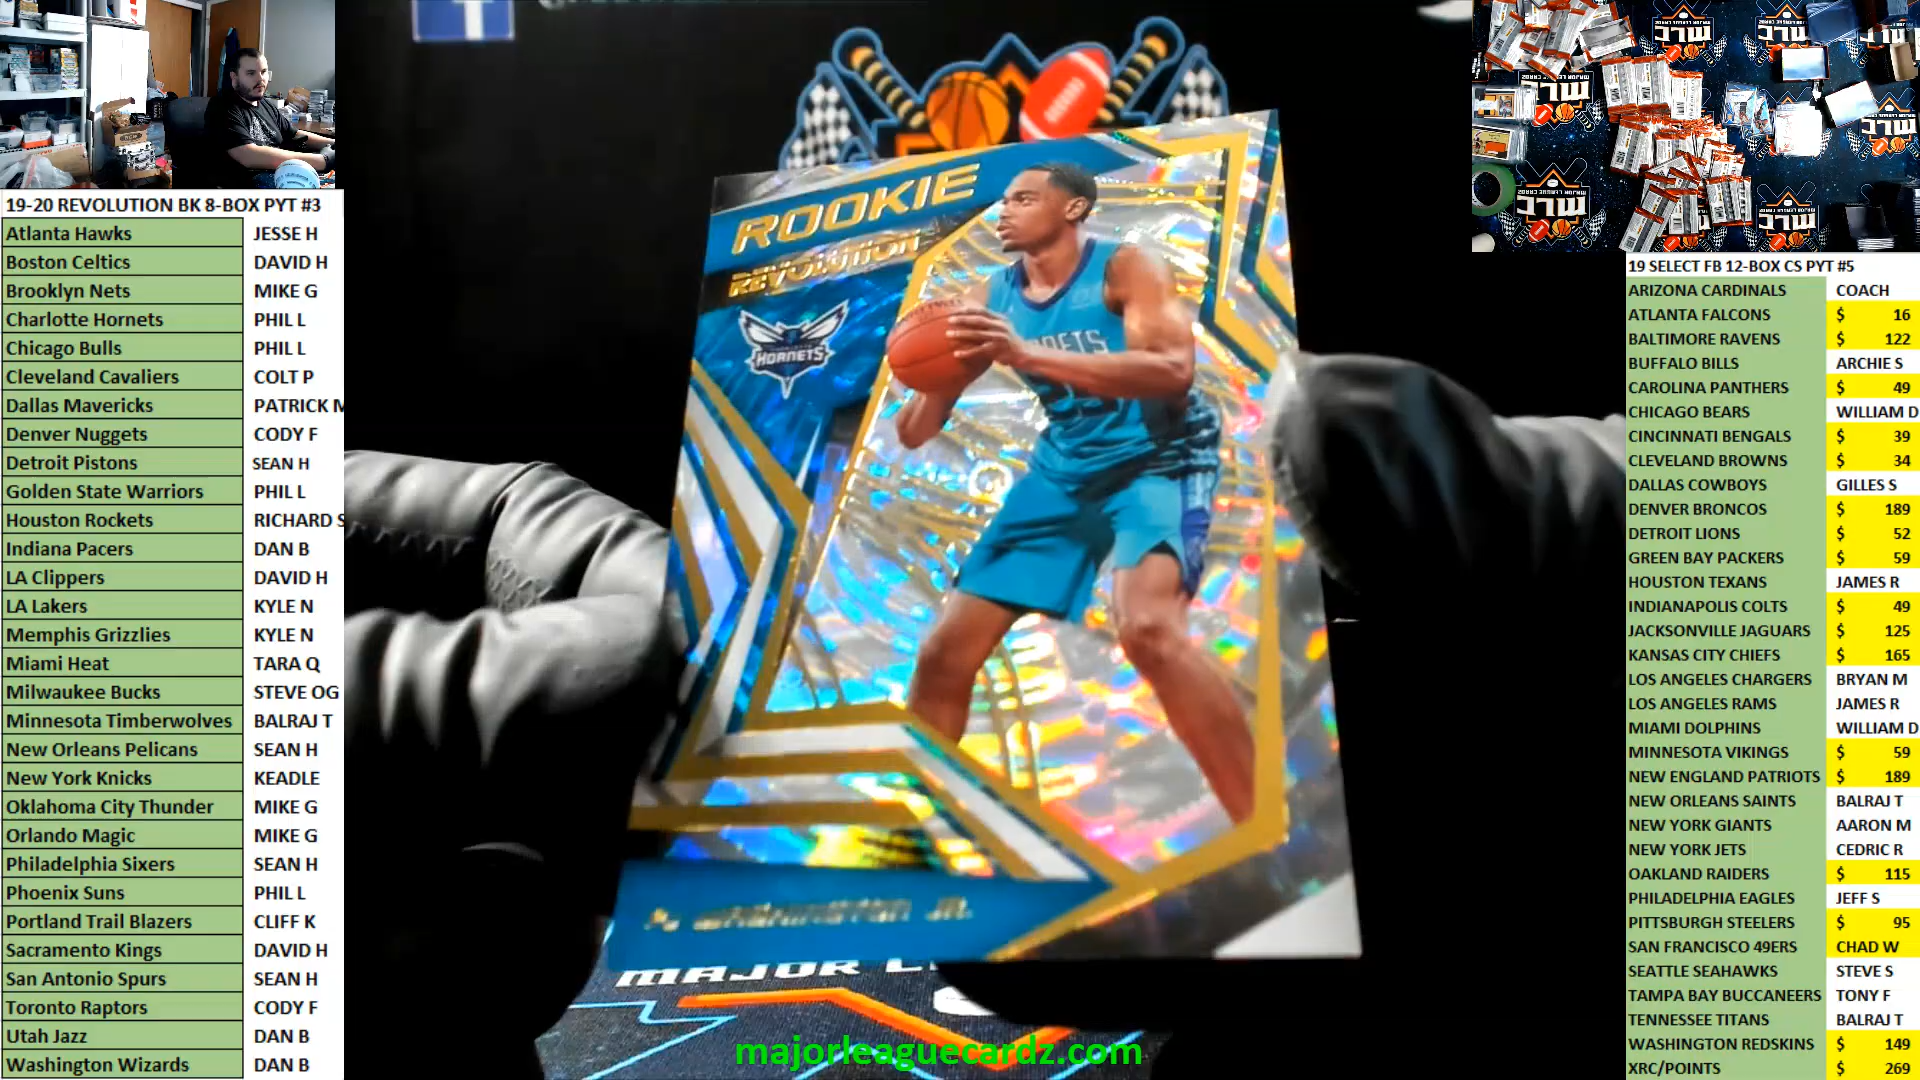 19-20 REVOLUTION BK 8-BOX PYT #3
Atlanta Hawks JESSE H
Boston Celtics DAVID H
Brooklyn Nets MIKE G
Charlotte Hornets PHIL L
Chicago Bulls PHIL L
Cleveland Cavaliers COLT P
Dallas Mavericks PATRICK M
Denver Nuggets CODY F
Detroit Pistons SEAN H
Golden State Warriors PHIL L
Houston Rockets RICHARD S
Indiana Pacers DAN B
LA Clippers DAVID H
LA Lakers KYLE N
Memphis Grizzlies KYLE N
Miami Heat TARA Q
Milwaukee Bucks STEVE OG
Minnesota Timberwolves BALRAJ T
New Orleans Pelicans SEAN H
New York Knicks KEADLE
Oklahoma City Thunder MIKE G
Orlando Magic MIKE G
Philadelphia Sixers SEAN H
Phoenix Suns PHIL L
Portland Trail Blazers CLIFF K
Sacramento Kings DAVID H
San Antonio Spurs SEAN H
Toronto Raptors CODY F
Utah Jazz DAN B
Washington Wizards DAN B
ROOKIE
REVOLUTION
HORNETS
PJ WASHINGTON JR.
MAJOR
majorleaguecardz.com
19 SELECT FB 12-BOX CS PYT #5
ARIZONA CARDINALS COACH
ATLANTA FALCONS $ 16
BALTIMORE RAVENS $ 122
BUFFALO BILLS ARCHIE S
CAROLINA PANTHERS $ 49
CHICAGO BEARS WILLIAM D
CINCINNATI BENGALS $ 39
CLEVELAND BROWNS $ 34
DALLAS COWBOYS GILLES S
DENVER BRONCOS $ 189
DETROIT LIONS $ 52
GREEN BAY PACKERS $ 59
HOUSTON TEXANS JAMES R
INDIANAPOLIS COLTS $ 49
JACKSONVILLE JAGUARS $ 125
KANSAS CITY CHIEFS $ 165
LOS ANGELES CHARGERS BRYAN M
LOS ANGELES RAMS JAMES R
MIAMI DOLPHINS WILLIAM D
MINNESOTA VIKINGS $ 59
NEW ENGLAND PATRIOTS $ 189
NEW ORLEANS SAINTS BALRAJ T
NEW YORK GIANTS AARON M
NEW YORK JETS CEDRIC R
OAKLAND RAIDERS $ 115
PHILADELPHIA EAGLES JEFF S
PITTSBURGH STEELERS $ 95
SAN FRANCISCO 49ERS CHAD W
SEATTLE SEAHAWKS STEVE S
TAMPA BAY BUCCANEERS TONY F
TENNESSEE TITANS BALRAJ T
WASHINGTON REDSKINS $ 149
XRC/POINTS $ 269